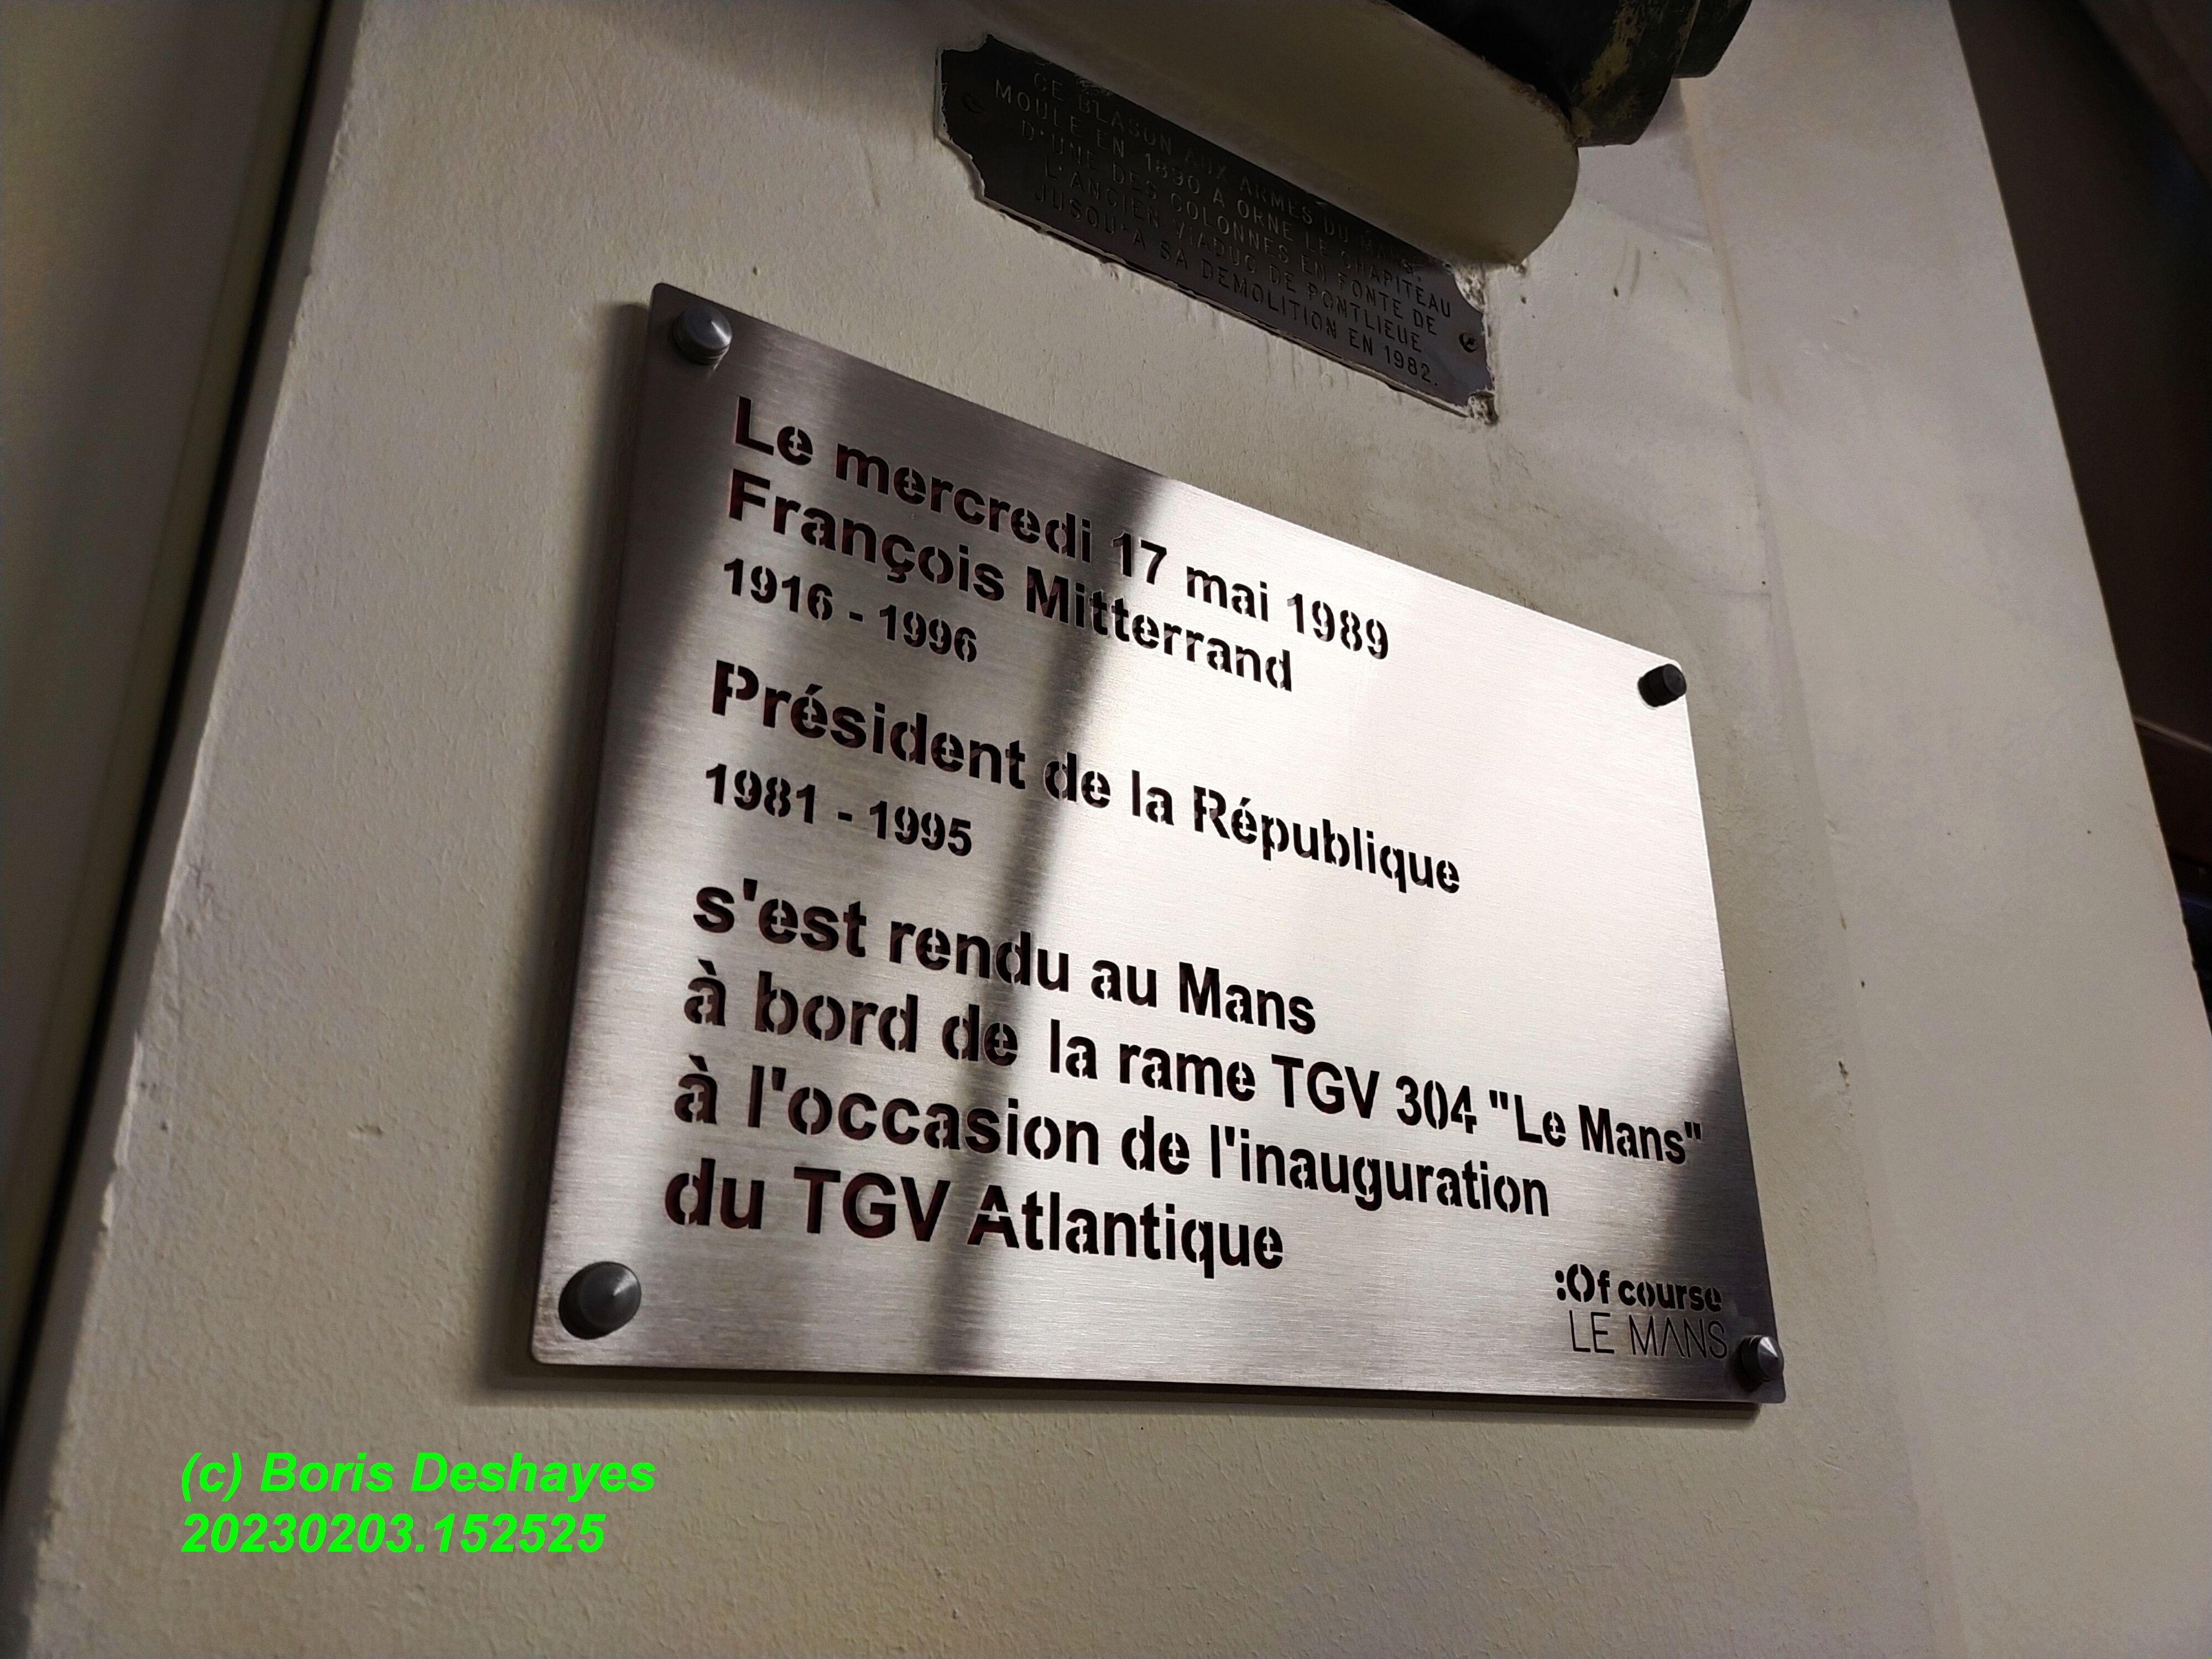 CE BLASON AUX ARMES DU MANS,
MOULE EN 1890 A ORNE LE CHAPITEAU
D'UNE DES COLONNES EN FONTE DE
L'ANCIEN VIADUC DE PONTLIEUE
JUSQU'A SA DEMOLITION EN 1982.
Le mercredi 17 mai 1989
François Mitterrand
1916 - 1996
Président de la République
1981 - 1995
s'est rendu au Mans
à bord de la rame TGV 304 "Le Mans"
à l'occasion de l'inauguration
du TGV Atlantique
:Of course
LE MANS
(c) Boris Deshayes
20230203.152525